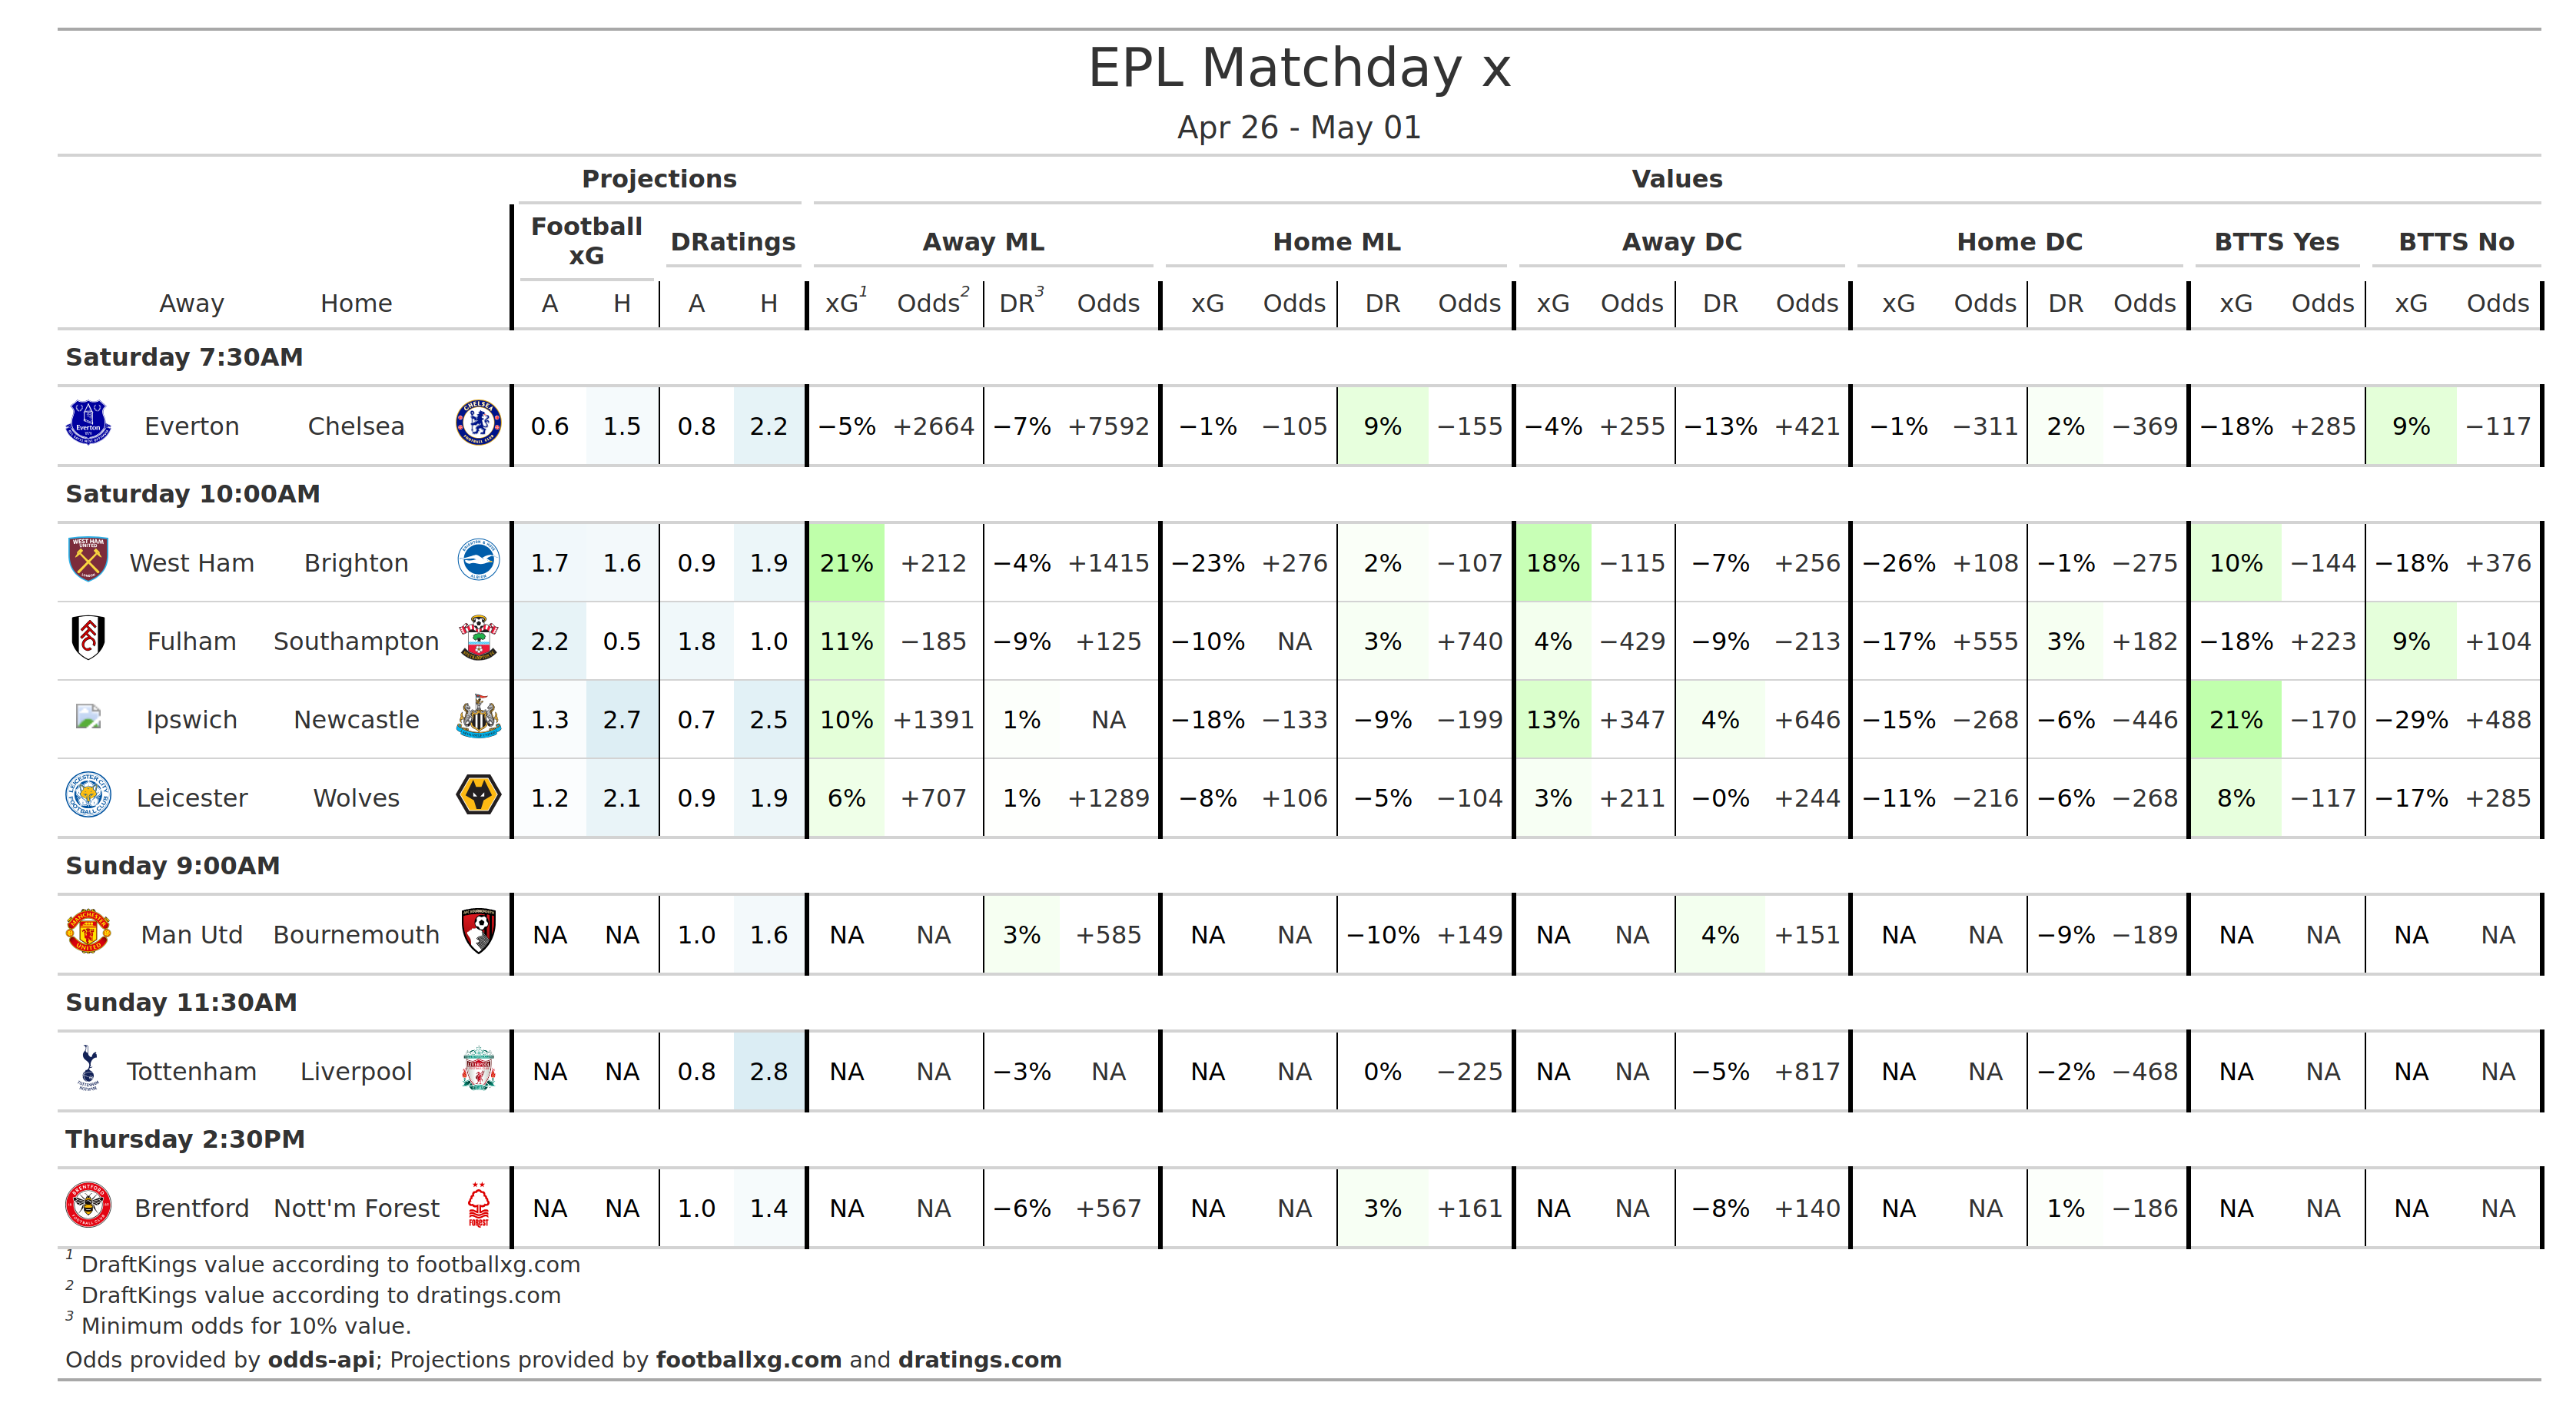 EPL Matchday x
Apr 26 - May 01
Projections Values
Football xG DRatings Away ML Home ML Away DC Home DC BTTS Yes BTTS No
Away Home A H A H xG1 Odds2 DR3 Odds xG Odds DR Odds xG Odds DR Odds xG Odds DR Odds xG Odds xG Odds
Saturday 7:30AM
Everton Chelsea 0.6 1.5 0.8 2.2 −5% +2664 −7% +7592 −1% −105 9% −155 −4% +255 −13% +421 −1% −311 2% −369 −18% +285 9% −117
Saturday 10:00AM
West Ham Brighton 1.7 1.6 0.9 1.9 21% +212 −4% +1415 −23% +276 2% −107 18% −115 −7% +256 −26% +108 −1% −275 10% −144 −18% +376
Fulham Southampton 2.2 0.5 1.8 1.0 11% −185 −9% +125 −10% NA 3% +740 4% −429 −9% −213 −17% +555 3% +182 −18% +223 9% +104
Ipswich Newcastle 1.3 2.7 0.7 2.5 10% +1391 1% NA −18% −133 −9% −199 13% +347 4% +646 −15% −268 −6% −446 21% −170 −29% +488
Leicester Wolves 1.2 2.1 0.9 1.9 6% +707 1% +1289 −8% +106 −5% −104 3% +211 −0% +244 −11% −216 −6% −268 8% −117 −17% +285
Sunday 9:00AM
Man Utd Bournemouth NA NA 1.0 1.6 NA NA 3% +585 NA NA −10% +149 NA NA 4% +151 NA NA −9% −189 NA NA NA NA
Sunday 11:30AM
Tottenham Liverpool NA NA 0.8 2.8 NA NA −3% NA NA NA 0% −225 NA NA −5% +817 NA NA −2% −468 NA NA NA NA
Thursday 2:30PM
Brentford Nott'm Forest NA NA 1.0 1.4 NA NA −6% +567 NA NA 3% +161 NA NA −8% +140 NA NA 1% −186 NA NA NA NA
1 DraftKings value according to footballxg.com
2 DraftKings value according to dratings.com
3 Minimum odds for 10% value.
Odds provided by odds-api; Projections provided by footballxg.com and dratings.com